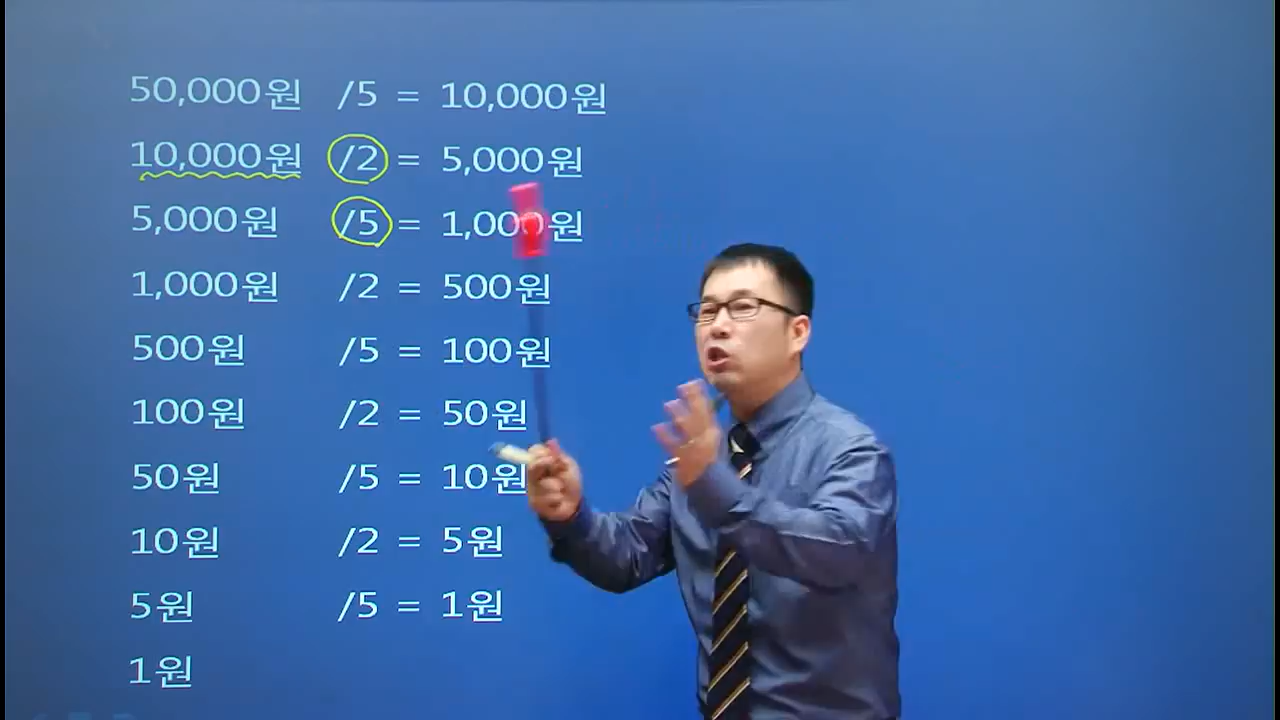 50,000원 /5 = 10,000원
10,000원 /2 = 5,000원
5,000원 /5 = 1,000원
1,000원 /2 = 500원
500원 /5 = 100원
100원 /2 = 50원
50원 /5 = 10원
10원 /2 = 5원
5원 /5 = 1원
1원